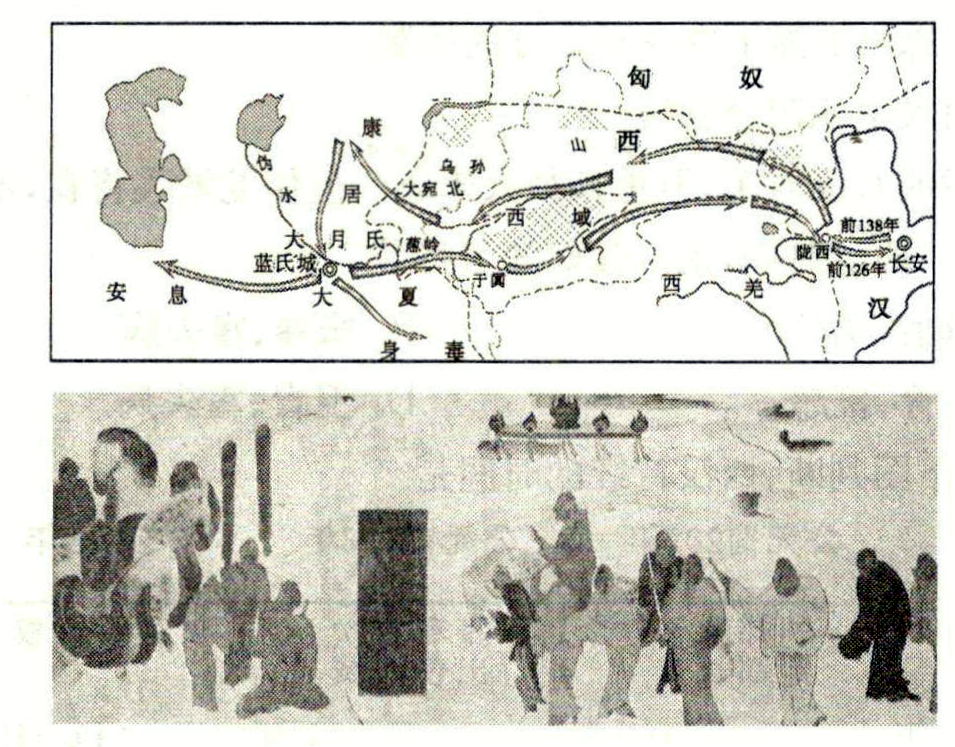 匈 奴
康
山 西
乌 孙
居 大宛 北
西 域
伪
水
大 月 氏 葱岭
前138年
蓝氏城
陇西
长安
前126年
于阗
安 息
大 夏
西 羌
汉
身 毒